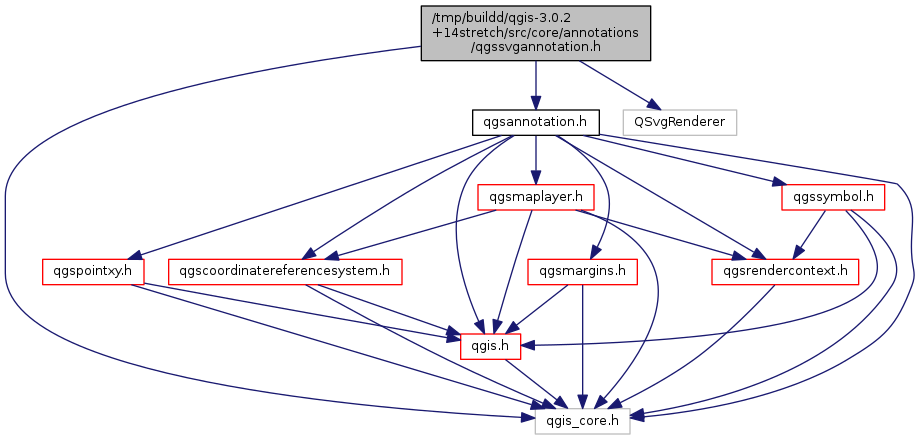 /tmp/buildd/qgis-3.0.2
+14stretch/src/core/annotations
/qgssvgannotation.h
qgsannotation.h
QSvgRenderer
qgsmaplayer.h
qgssymbol.h
qgspointxy.h
qgscoordinatereferencesystem.h
qgsmargins.h
qgsrendercontext.h
qgis.h
qgis_core.h